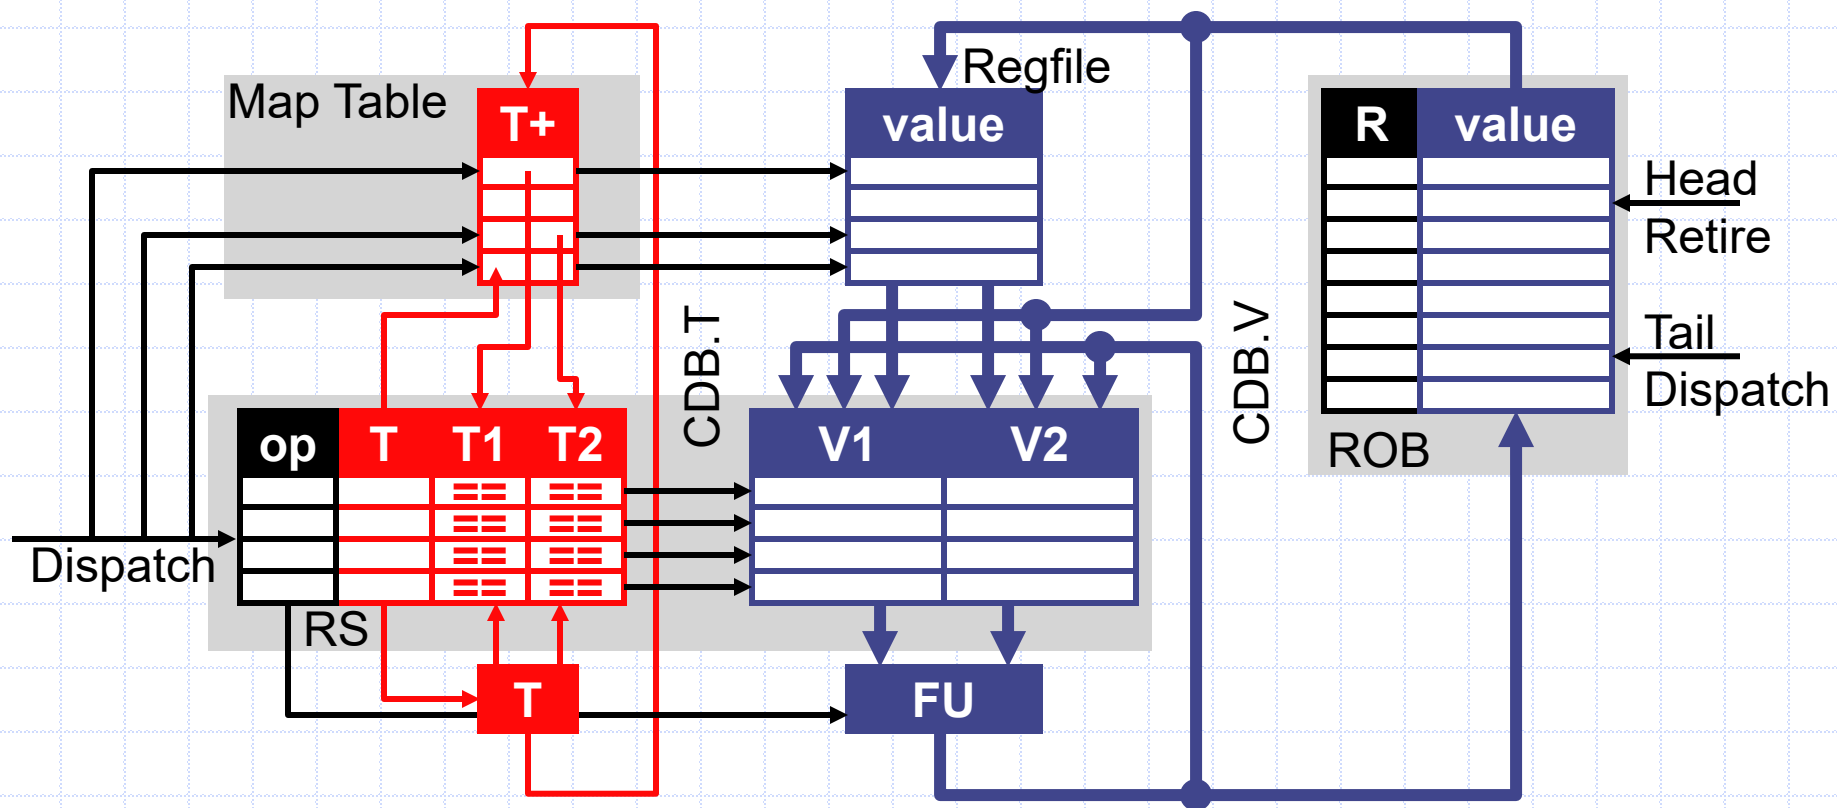 Map Table
T+
Regfile
value
R
value
Head
Retire
Tail
Dispatch
CDB.T
CDB.V
ROB
op
T
T1
T2
V1
V2
Dispatch
RS
T
FU